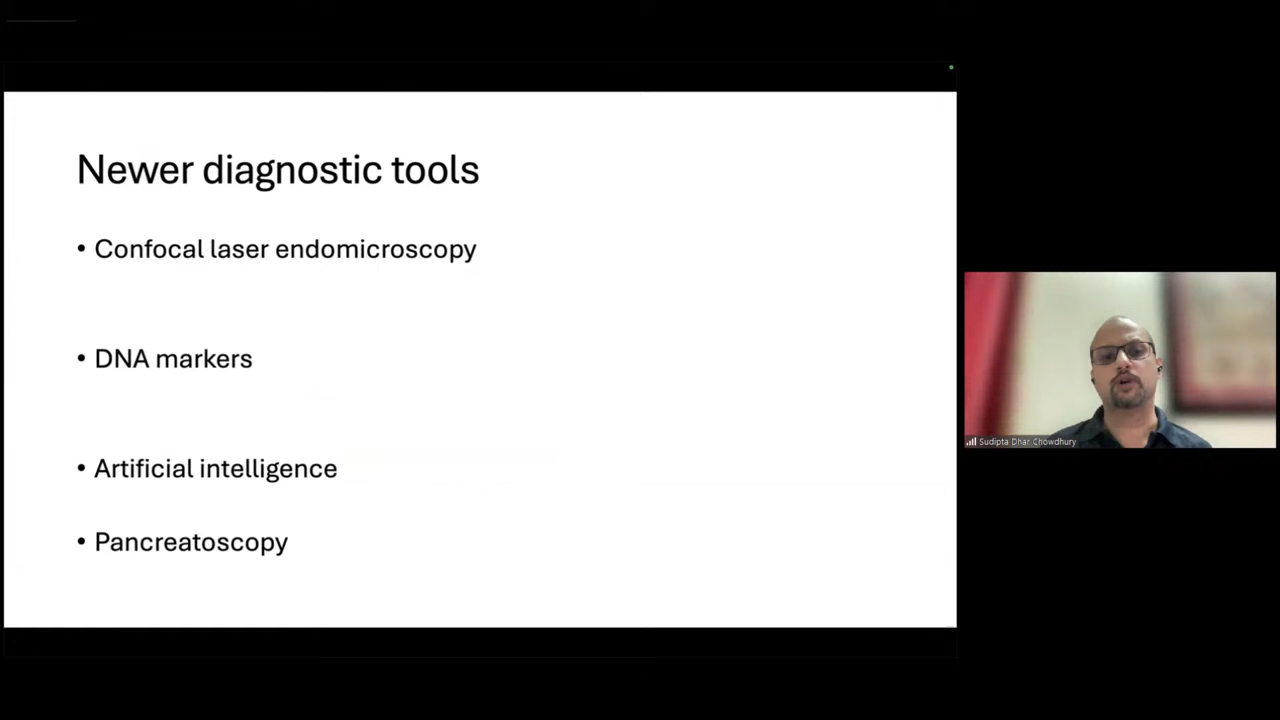 Newer diagnostic tools
• Confocal laser endomicroscopy
• DNA markers
• Artificial intelligence
• Pancreatoscopy
Sudipta Dhar Chowdhury